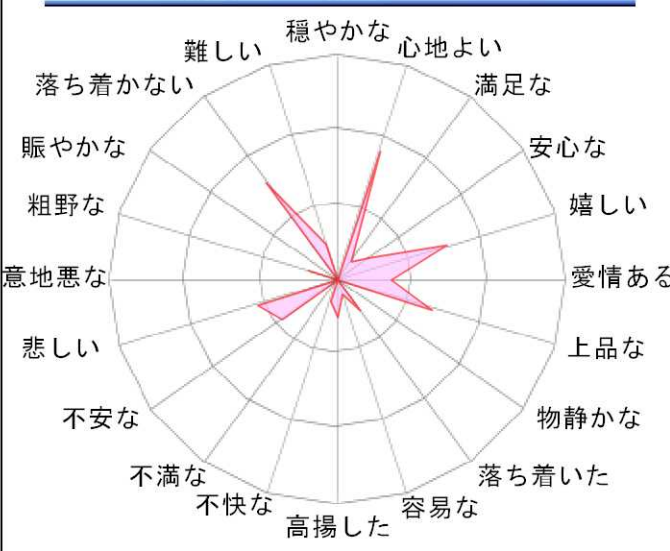 穏やかな
心地よい
満足な
安心な
嬉しい
愛情ある
上品な
物静かな
落ち着いた
容易な
高揚した
不快な
不満な
不安な
悲しい
意地悪な
粗野な
賑やかな
落ち着かない
難しい